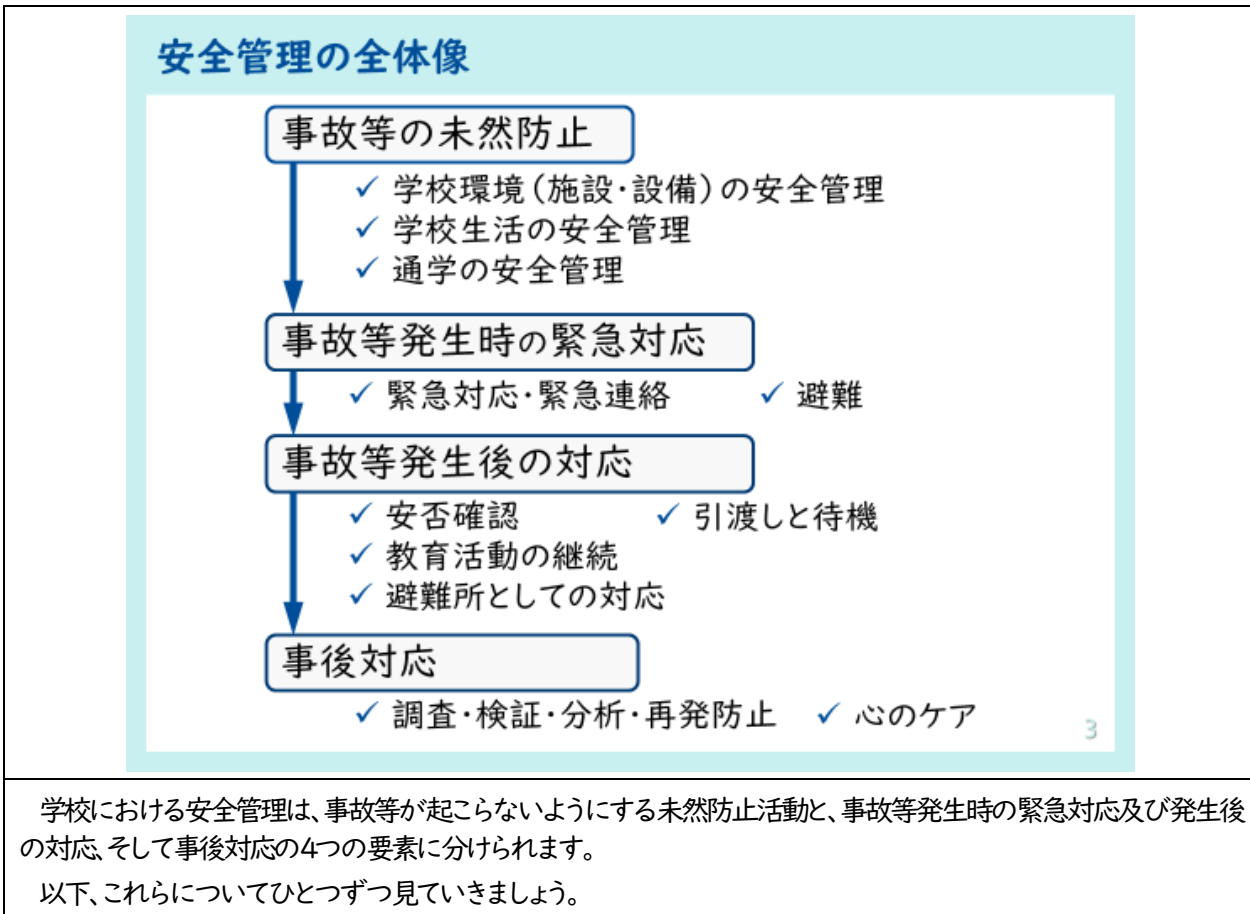 安全管理の全体像
事故等の未然防止
✓ 学校環境（施設・設備）の安全管理
✓ 学校生活の安全管理
✓ 通学の安全管理
事故等発生時の緊急対応
✓ 緊急対応・緊急連絡 ✓ 避難
事故等発生後の対応
✓ 安否確認 ✓ 引渡しと待機
✓ 教育活動の継続
✓ 避難所としての対応
事後対応
✓ 調査・検証・分析・再発防止 ✓ 心のケア
3
学校における安全管理は、事故等が起こらないようにする未然防止活動と、事故等発生時の緊急対応及び発生後
の対応、そして事後対応の4つの要素に分けられます。
以下、これらについてひとつずつ見ていきましょう。